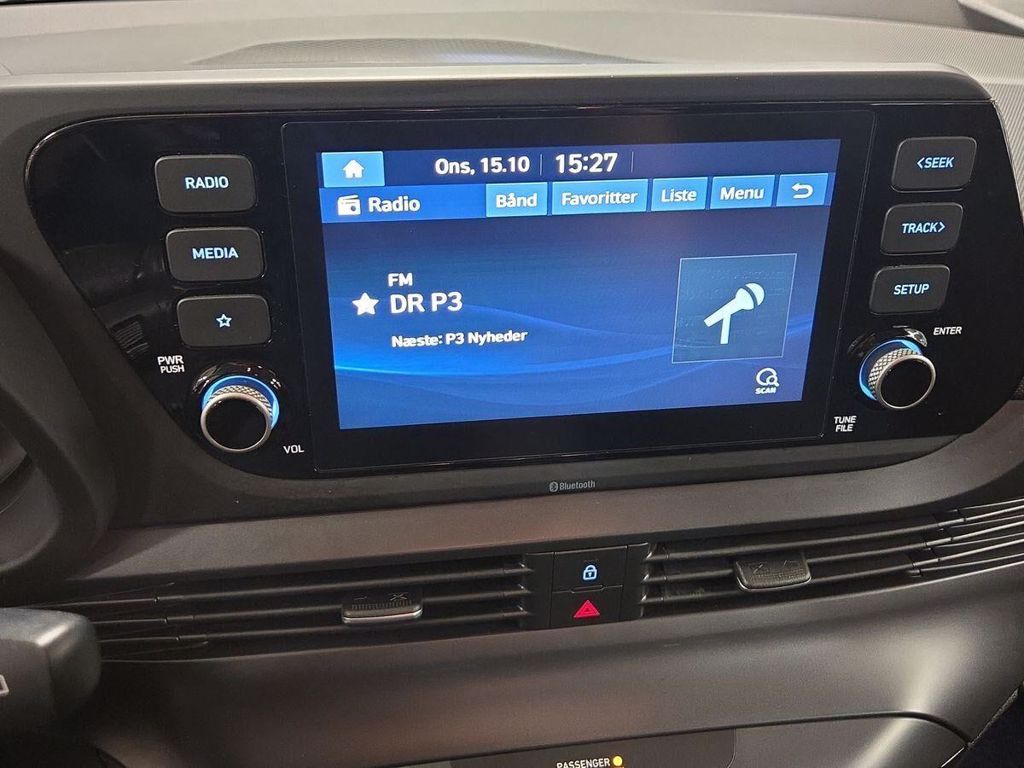 RADIO
MEDIA
PWR
PUSH
VOL
Ons, 15.10 15:27
Radio Bånd Favoritter Liste Menu
FM
DR P3
Næste: P3 Nyheder
SCAN
<SEEK
TRACK>
SETUP
ENTER
TUNE
FILE
Bluetooth
PASSENGER